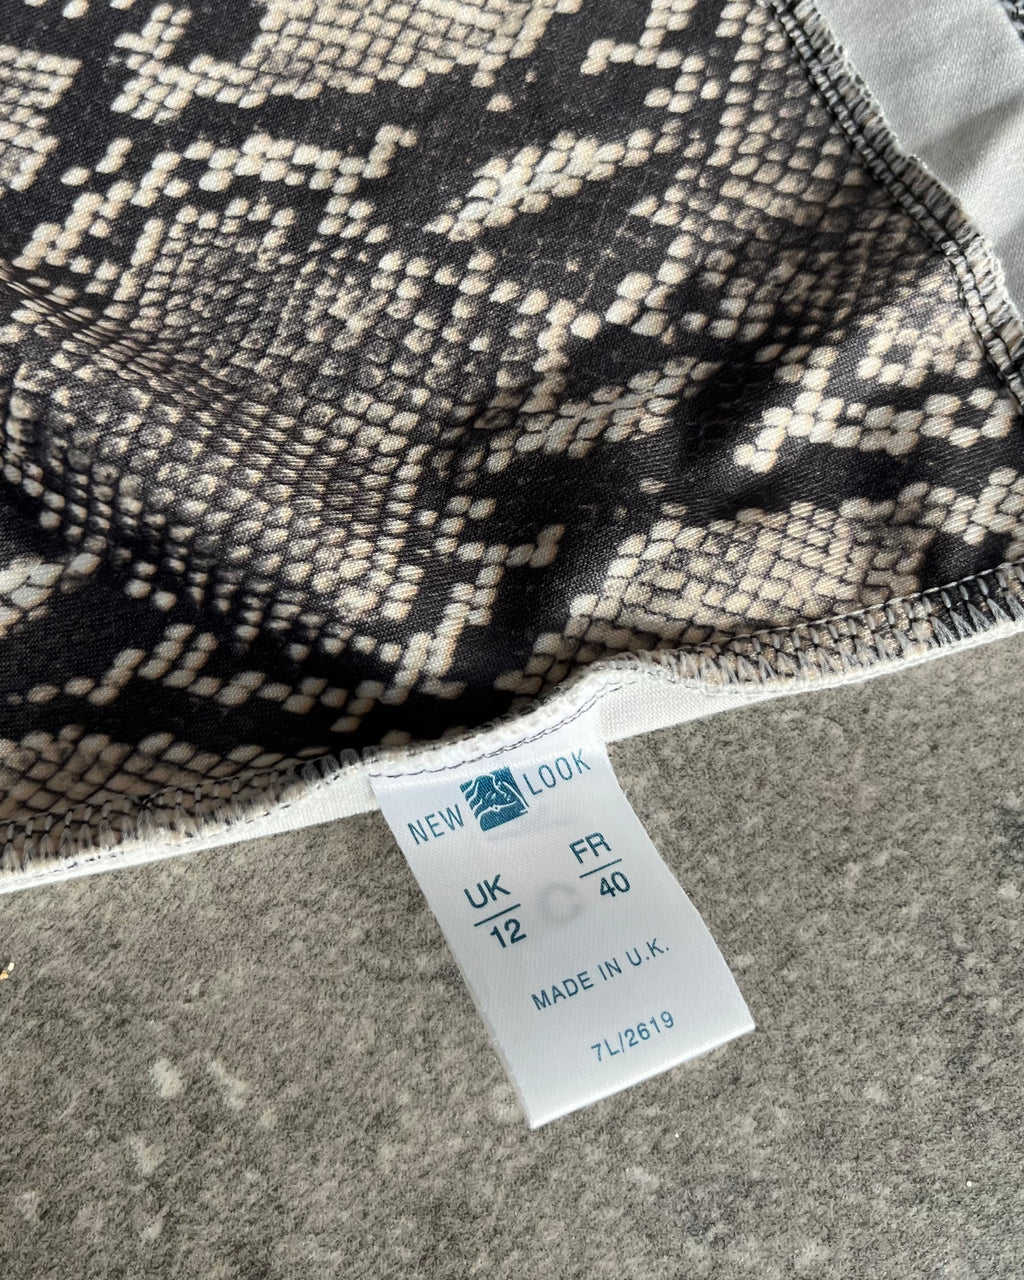 NEW LOOK
UK
12
FR
40
MADE IN U.K.
7L/2619